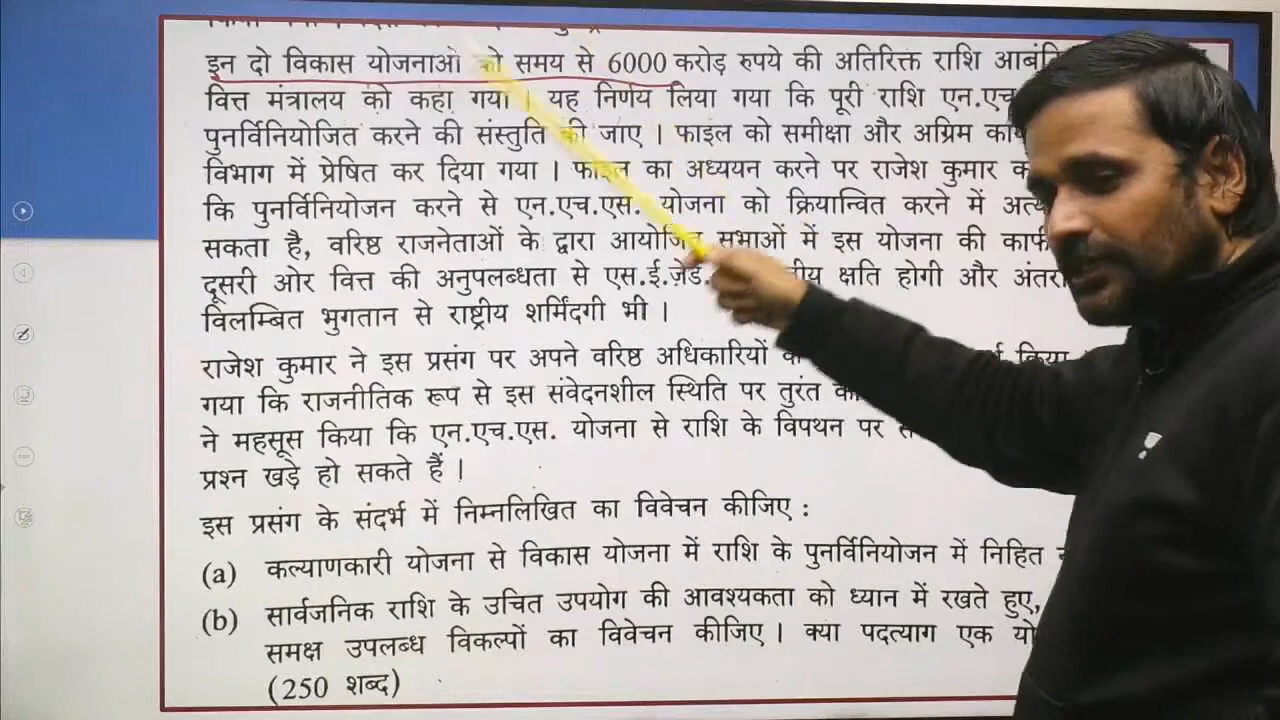 इन दो विकास योजनाओं को समय से 6000 करोड़ रुपये की अतिरिक्त राशि
वित्त मंत्रालय को कहा गया । यह निर्णय लिया गया कि पूरी राशि
पुनर्विनियोजित करने की संस्तुति की जाए । फाइल को समीक्षा और अग्रिम
विभाग में प्रेषित कर दिया गया । फाइल का अध्ययन करने पर राजेश कुमार
कि पुनर्विनियोजन करने से एन.एच.एस. योजना को क्रियान्वित करने में
सकता है, वरिष्ठ राजनेताओं के द्वारा आयोजित सभाओं में इस योजना की
दूसरी ओर वित्त की अनुपलब्धता से एस.ई.ज़ेड. क्षति होगी और
विलम्बित भुगतान से राष्ट्रीय शर्मिंदगी भी ।
राजेश कुमार ने इस प्रसंग पर अपने वरिष्ठ अधिकारियों किया
गया कि राजनीतिक रूप से इस संवेदनशील स्थिति पर तुरंत
ने महसूस किया कि एन.एच.एस. योजना से राशि के विपथन पर
प्रश्न खड़े हो सकते हैं ।
इस प्रसंग के संदर्भ में निम्नलिखित का विवेचन कीजिए :
(a) कल्याणकारी योजना से विकास योजना में राशि के पुनर्विनियोजन में निहित
(b) सार्वजनिक राशि के उचित उपयोग की आवश्यकता को ध्यान में रखते हुए,
समक्ष उपलब्ध विकल्पों का विवेचन कीजिए । क्या पदत्याग एक
(250 शब्द)